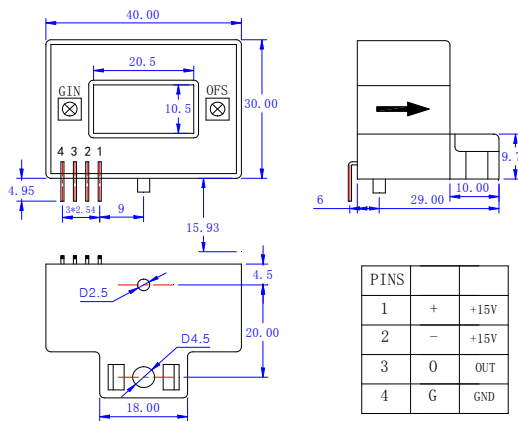 40.00
20.5
GIN
OFS
10.5
30.00
4 3 2 1
4.95
3*2.54
9
15.93
9.7
6
10.00
29.00
4.5
D2.5
20.00
D4.5
18.00
PINS
1 + +15V
2 − +15V
3 O OUT
4 G GND